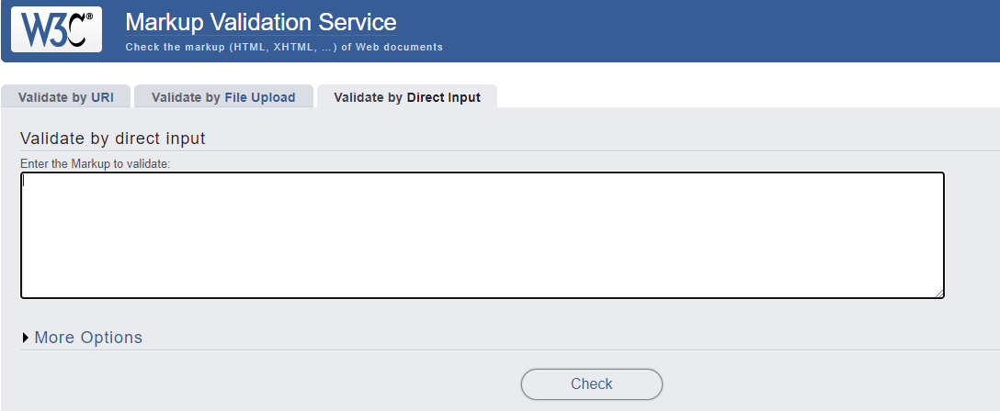 W3C®
Markup Validation Service
Check the markup (HTML, XHTML, …) of Web documents
Validate by URI
Validate by File Upload
Validate by Direct Input
Validate by direct input
Enter the Markup to validate:
More Options
Check